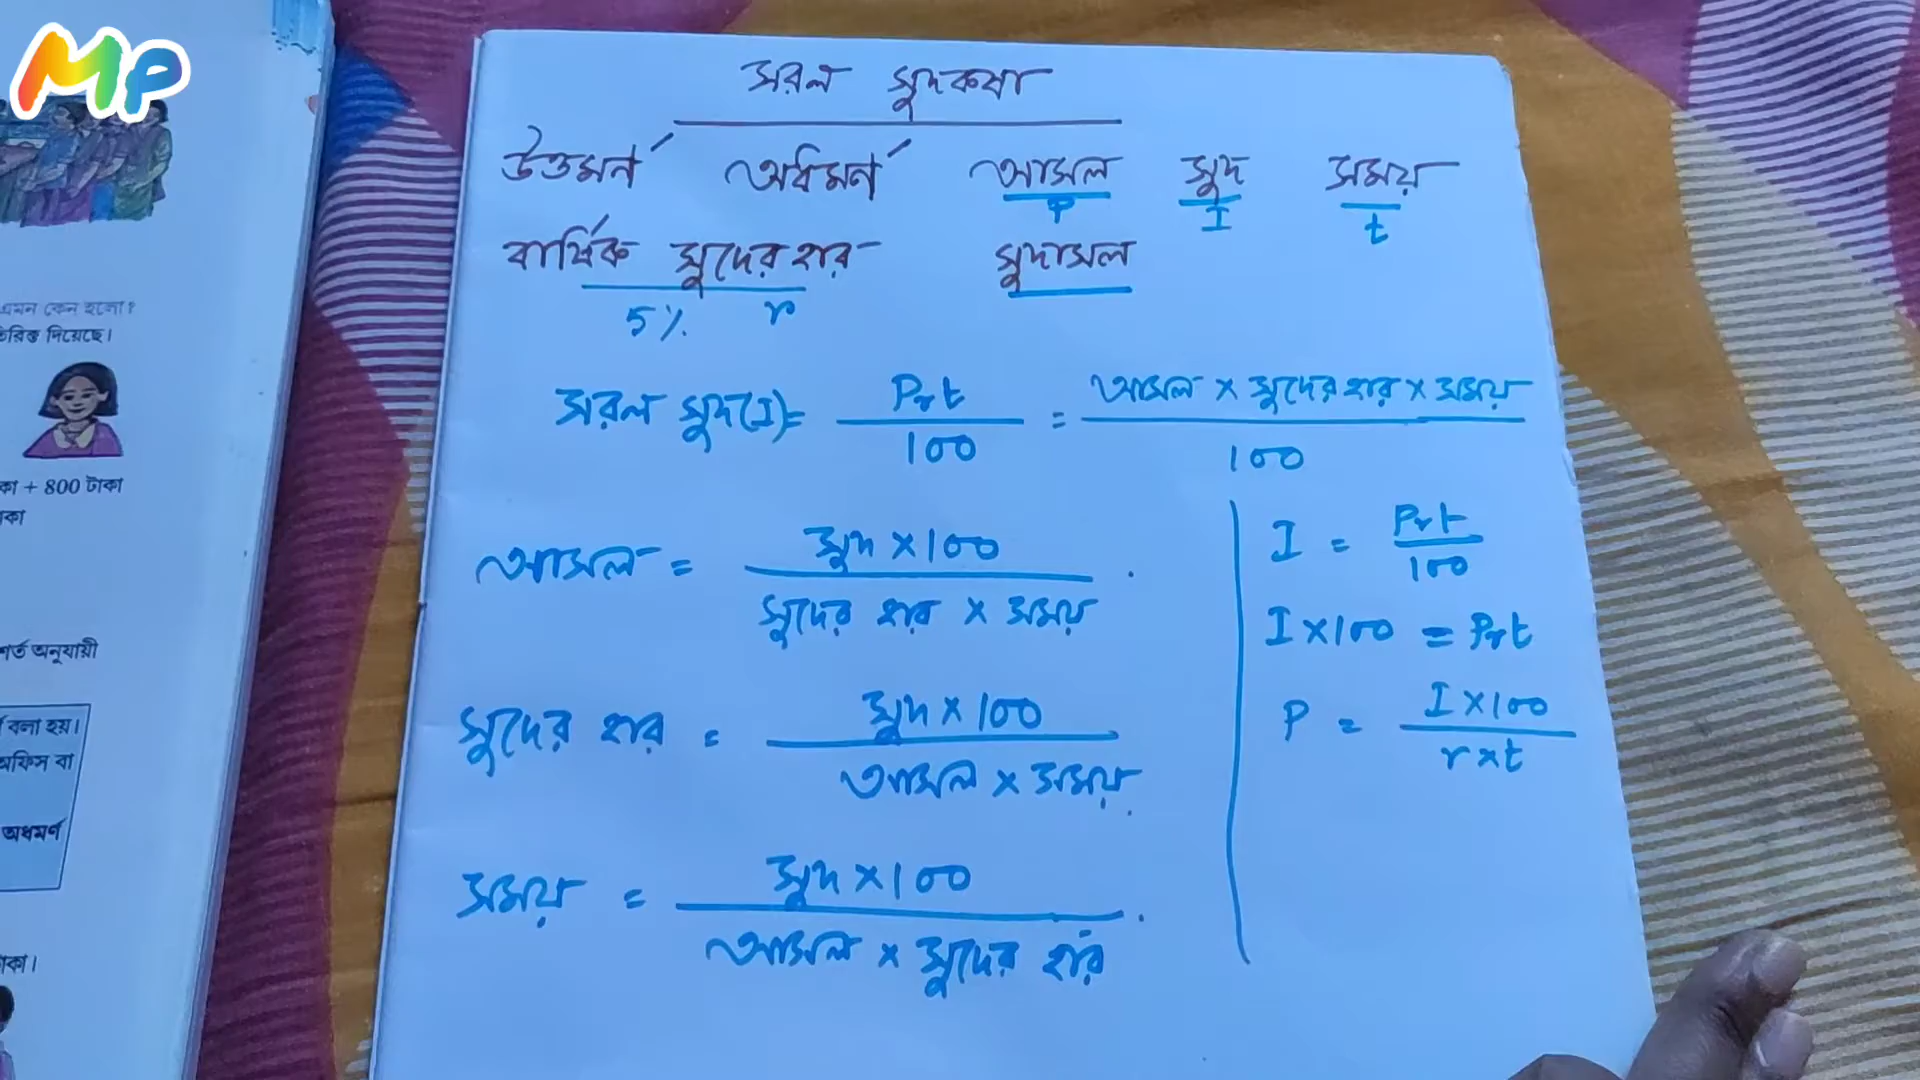 MP
এমন কেন হলো?
তিরিক্ত দিয়েছে।
কা + 800 টাকা
কা
শর্ত অনুযায়ী
বলা হয়।
অফিস বা
অধমর্ণ
াকা।
সরল সুদকষা
উত্তমর্ণ অধমর্ণ আসল সুদ সময়
P I t
বার্ষিক সুদের হার সুদাসল
5% r
সরল সুদ(I)= Prt/100 = আসল × সুদের হার × সময়/100
আসল = সুদ×100/সুদের হার × সময়
সুদের হার = সুদ×100/আসল × সময়
সময় = সুদ×100/আসল × সুদের হার
I = Prt/100
I×100 = Prt
P = I×100/r×t